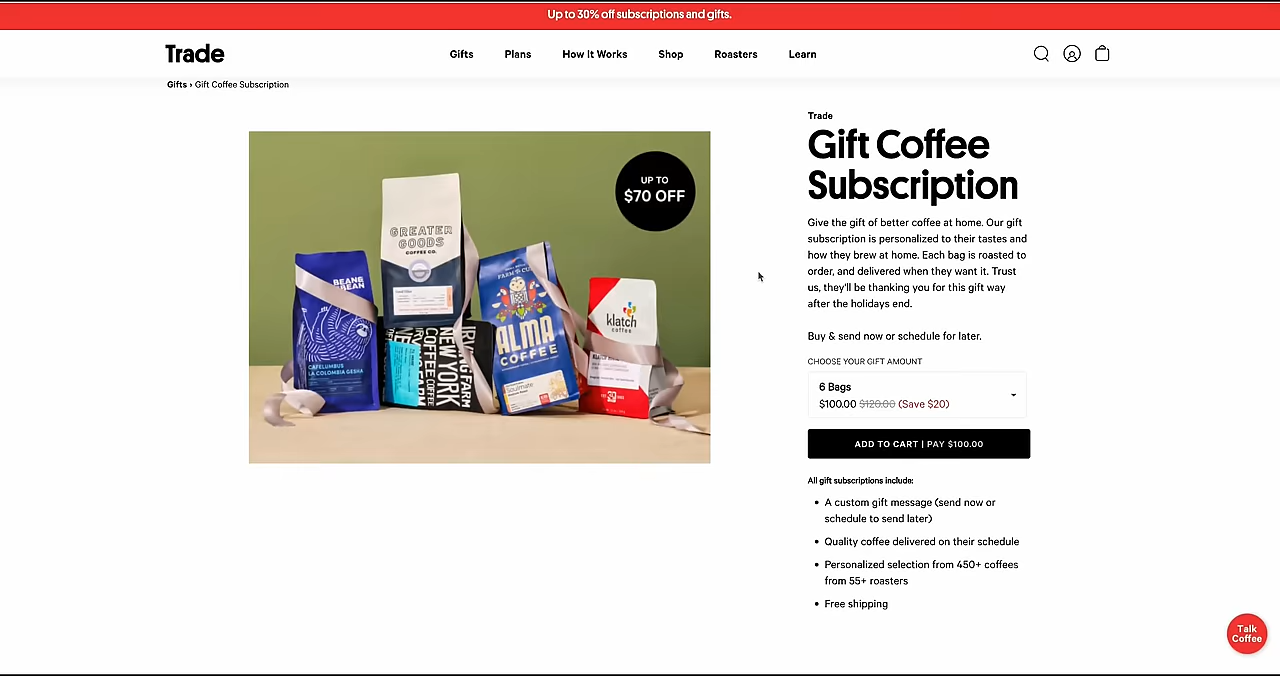 Up to 30% off subscriptions and gifts.
Trade
Gifts
Plans
How It Works
Shop
Roasters
Learn
Gifts › Gift Coffee Subscription
UP TO
$70 OFF
GREATER
GOODS
COFFEE CO.
BEAN &
BEAN
CAFELUMBUS
LA COLOMBIA GESHA
IRVING FARM
NEW YORK
COFFEE
ALMA
COFFEE
Soulmate
klatch
coffee
Trade
Gift Coffee
Subscription
Give the gift of better coffee at home. Our gift
subscription is personalized to their tastes and
how they brew at home. Each bag is roasted to
order, and delivered when they want it. Trust
us, they'll be thanking you for this gift way
after the holidays end.
Buy & send now or schedule for later.
CHOOSE YOUR GIFT AMOUNT
6 Bags
$100.00 $120.00 (Save $20)
ADD TO CART | PAY $100.00
All gift subscriptions include:
• A custom gift message (send now or
schedule to send later)
• Quality coffee delivered on their schedule
• Personalized selection from 450+ coffees
from 55+ roasters
• Free shipping
Talk
Coffee